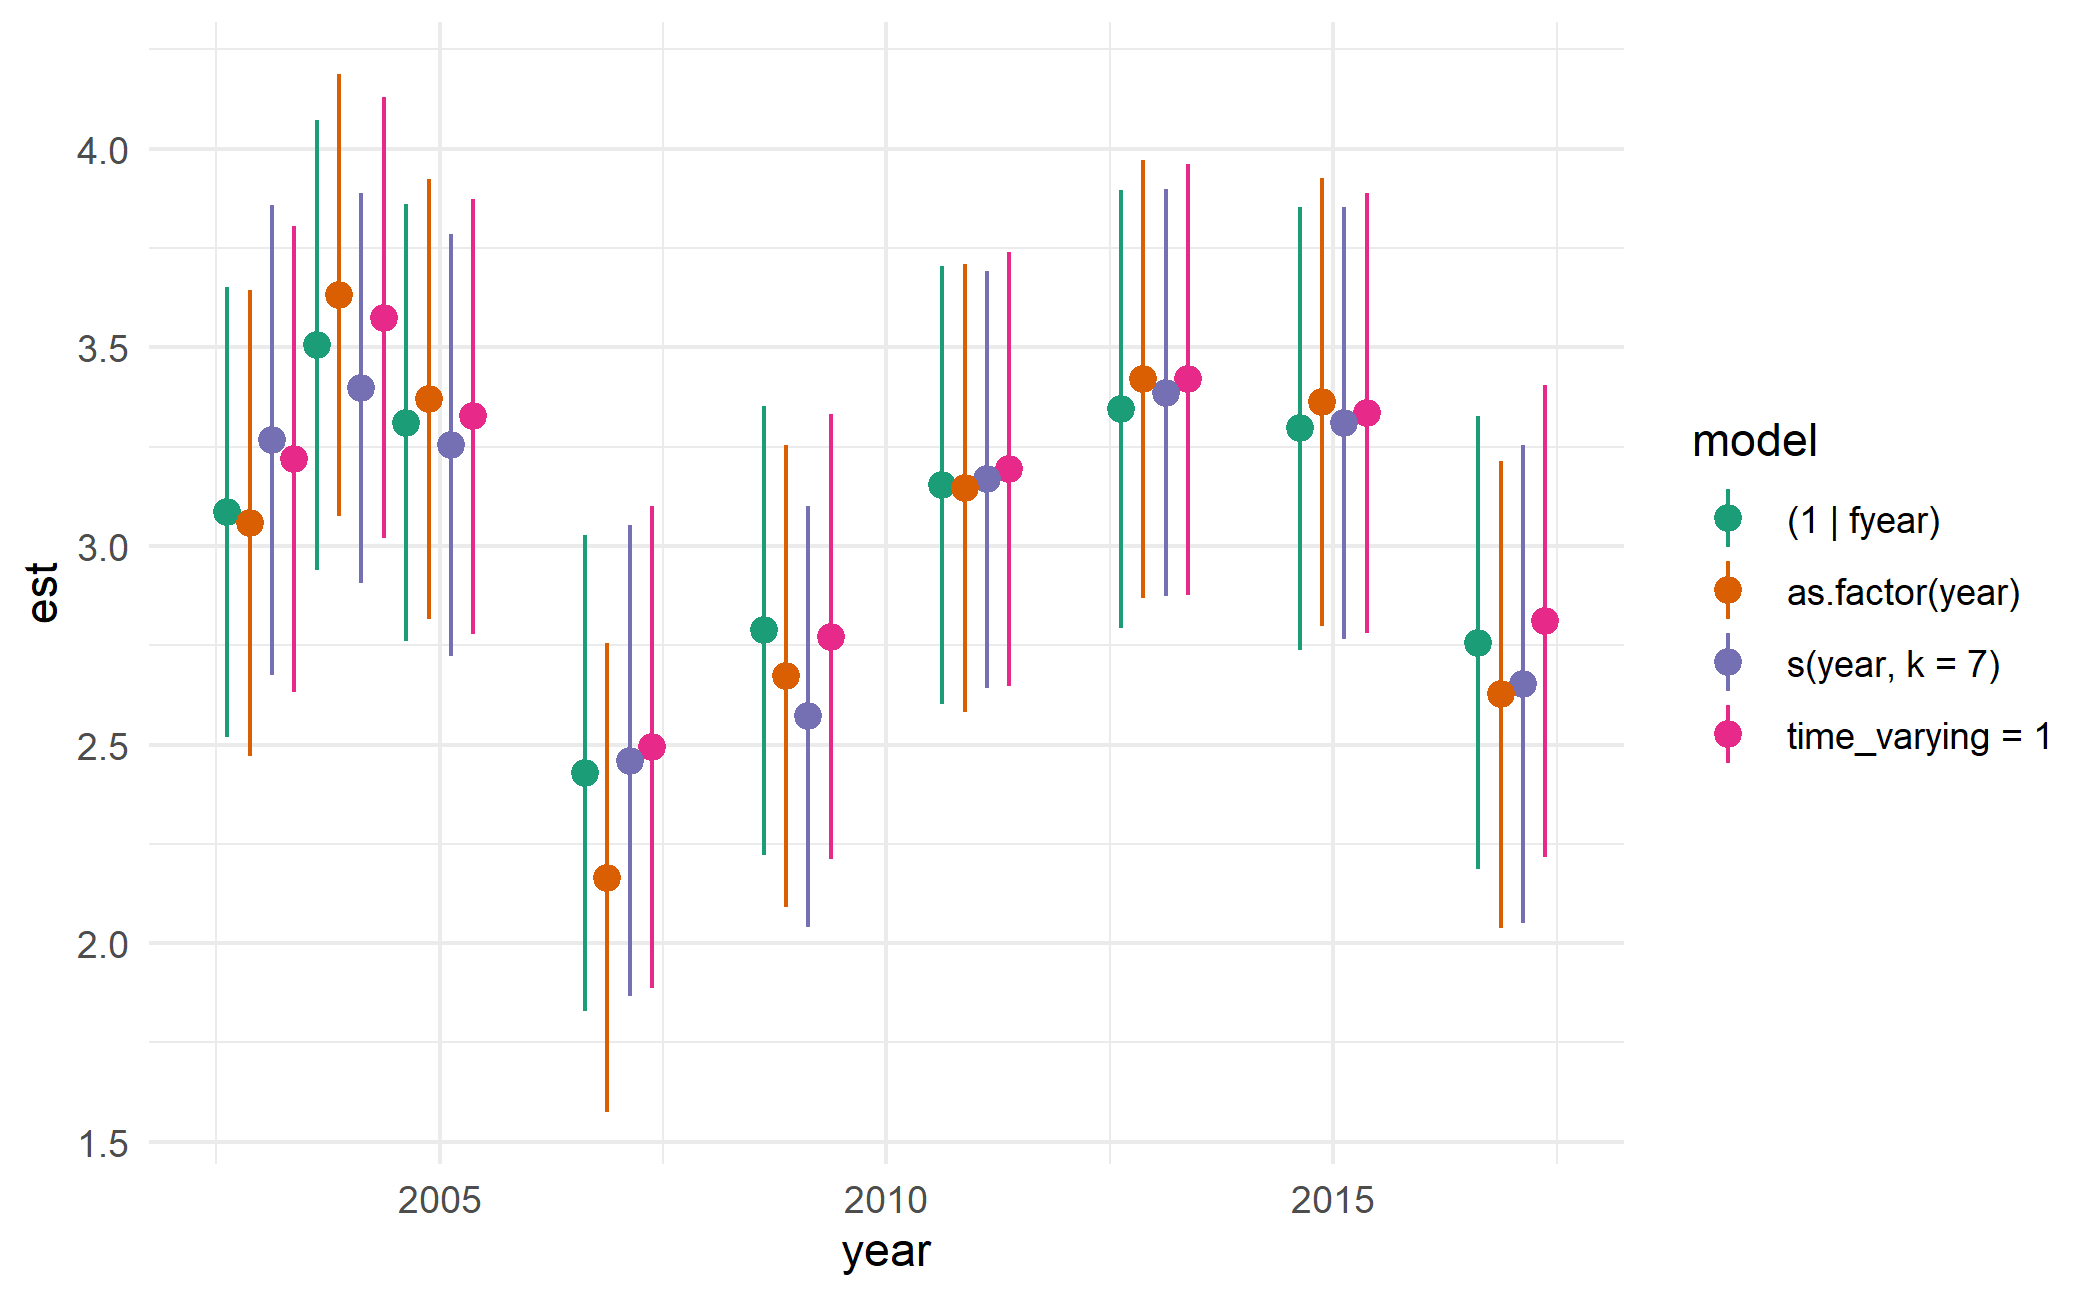 4.0
3.5
3.0
2.5
2.0
1.5
est
2005
2010
2015
year
model
(1 | fyear)
as.factor(year)
s(year, k = 7)
time_varying = 1